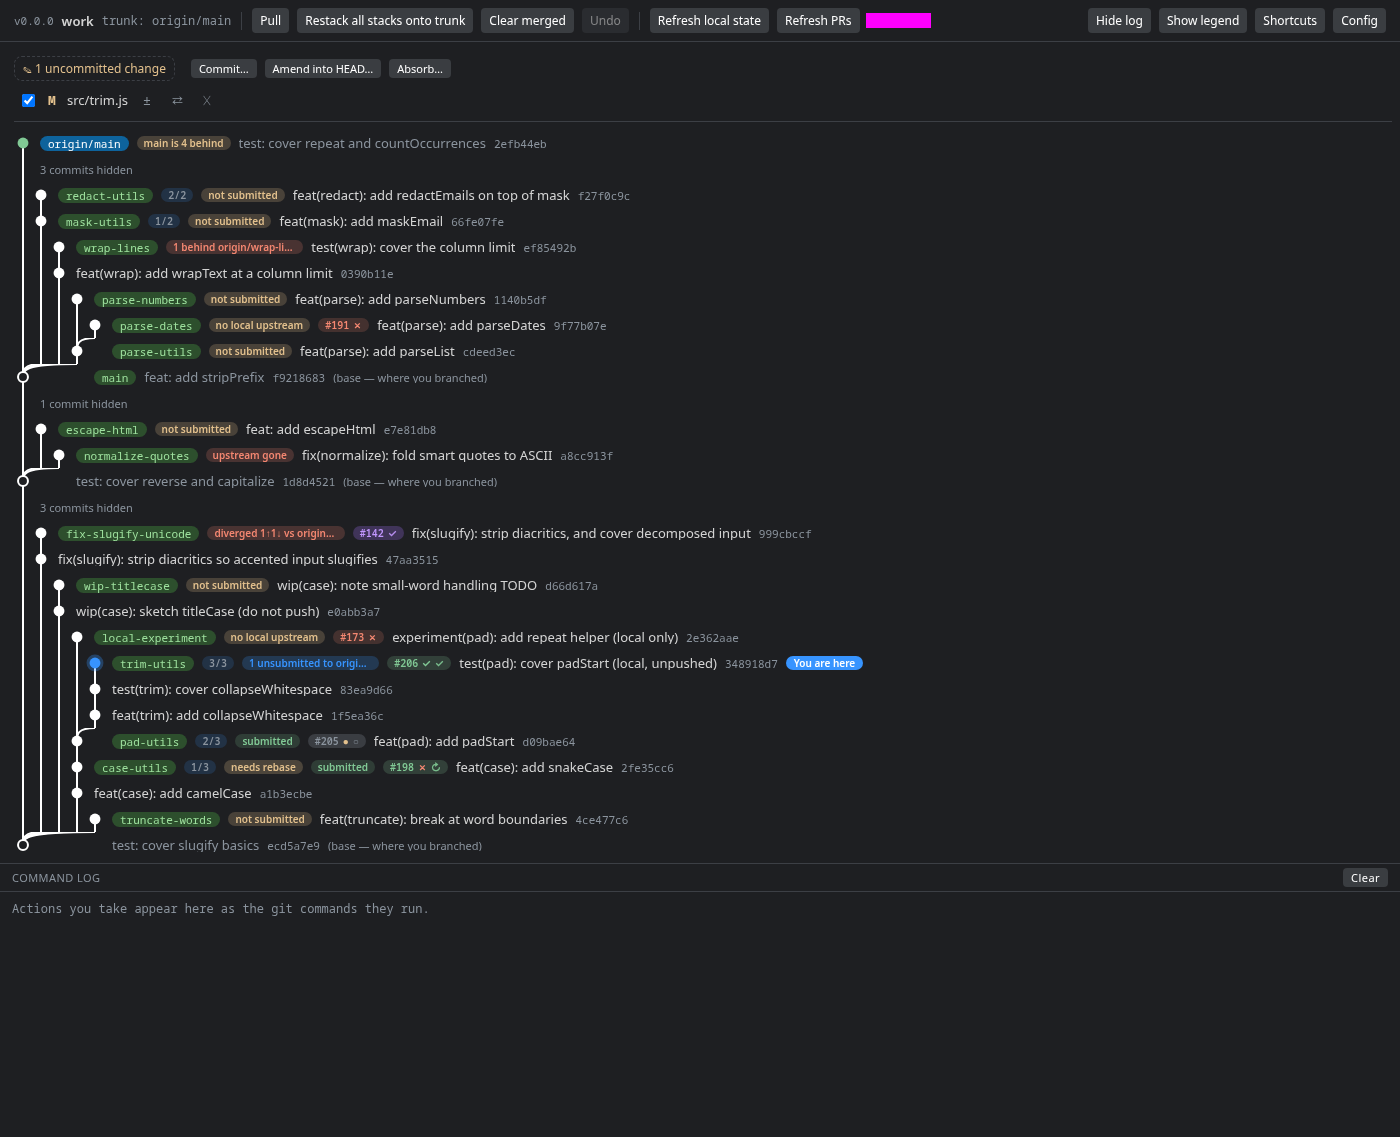 v0.0.0 work trunk: origin/main Pull Restack all stacks onto trunk Clear merged Undo Refresh local state Refresh PRs Hide log Show legend Shortcuts Config
✎ 1 uncommitted change Commit... Amend into HEAD... Absorb...
M src/trim.js ± ⇄ X
origin/main main is 4 behind test: cover repeat and countOccurrences 2efb44eb
3 commits hidden
redact-utils 2/2 not submitted feat(redact): add redactEmails on top of mask f27f0c9c
mask-utils 1/2 not submitted feat(mask): add maskEmail 66fe07fe
wrap-lines 1 behind origin/wrap-li... test(wrap): cover the column limit ef85492b
feat(wrap): add wrapText at a column limit 0390b11e
parse-numbers not submitted feat(parse): add parseNumbers 1140b5df
parse-dates no local upstream #191 × feat(parse): add parseDates 9f77b07e
parse-utils not submitted feat(parse): add parseList cdeed3ec
main feat: add stripPrefix f9218683 (base — where you branched)
1 commit hidden
escape-html not submitted feat: add escapeHtml e7e81db8
normalize-quotes upstream gone fix(normalize): fold smart quotes to ASCII a8cc913f
test: cover reverse and capitalize 1d8d4521 (base — where you branched)
3 commits hidden
fix-slugify-unicode diverged 1↑1↓ vs origin... #142 ✓ fix(slugify): strip diacritics, and cover decomposed input 999cbccf
fix(slugify): strip diacritics so accented input slugifies 47aa3515
wip-titlecase not submitted wip(case): note small-word handling TODO d66d617a
wip(case): sketch titleCase (do not push) e0abb3a7
local-experiment no local upstream #173 × experiment(pad): add repeat helper (local only) 2e362aae
trim-utils 3/3 1 unsubmitted to origi... #206 ✓ ✓ test(pad): cover padStart (local, unpushed) 348918d7 You are here
test(trim): cover collapseWhitespace 83ea9d66
feat(trim): add collapseWhitespace 1f5ea36c
pad-utils 2/3 submitted #205 ● ○ feat(pad): add padStart d09bae64
case-utils 1/3 needs rebase submitted #198 × ↻ feat(case): add snakeCase 2fe35cc6
feat(case): add camelCase a1b3ecbe
truncate-words not submitted feat(truncate): break at word boundaries 4ce477c6
test: cover slugify basics ecd5a7e9 (base — where you branched)
COMMAND LOG Clear
Actions you take appear here as the git commands they run.